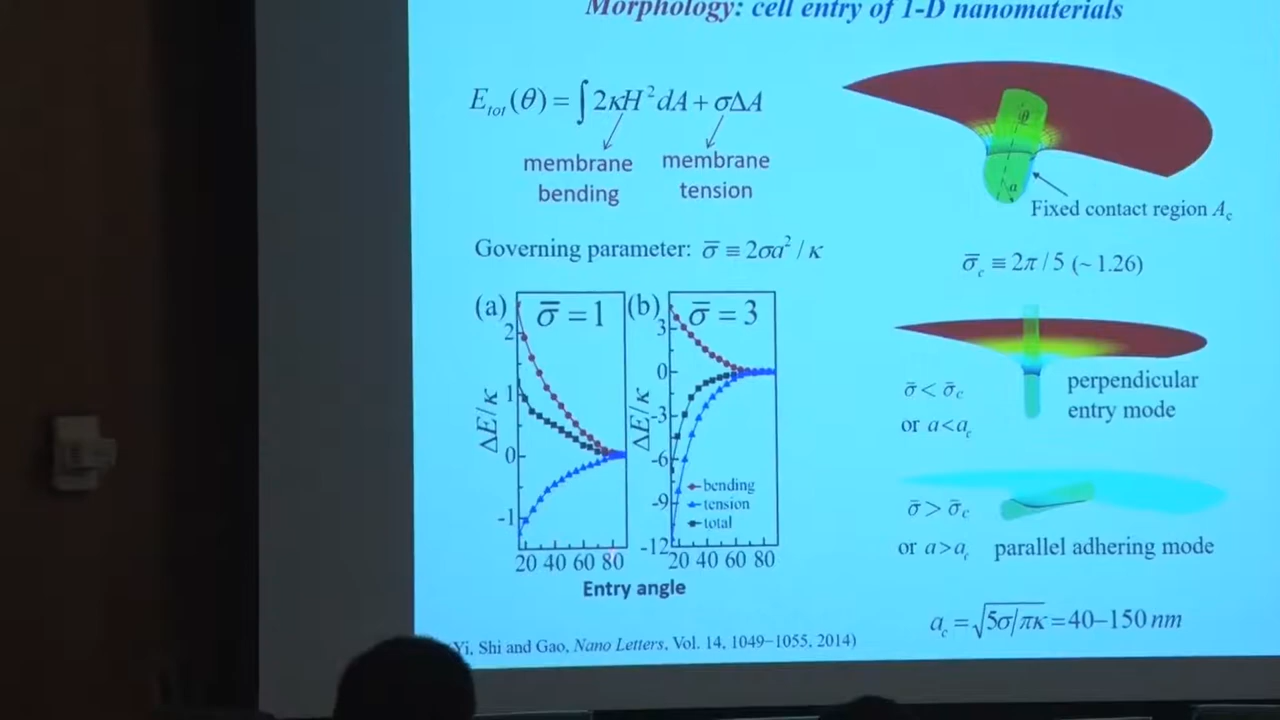 Morphology: cell entry of 1-D nanomaterials
E_tot(θ) = ∫ 2κH² dA + σΔA
membrane bending
membrane tension
θ
a
Fixed contact region A_c
Governing parameter: σ̄ ≡ 2σa² / κ
σ̄_c ≡ 2π / 5 (~ 1.26)
(a) σ̄ = 1
2
1
0
-1
ΔE/κ
20 40 60 80
(b) σ̄ = 3
3
0
-3
-6
-9
-12
ΔE/κ
bending
tension
total
20 40 60 80
Entry angle
σ̄ < σ̄_c
or a<a_c
perpendicular
entry mode
σ̄ > σ̄_c
or a>a_c parallel adhering mode
a_c = √5σ/πκ = 40–150 nm
Yi, Shi and Gao, Nano Letters, Vol. 14, 1049−1055, 2014)